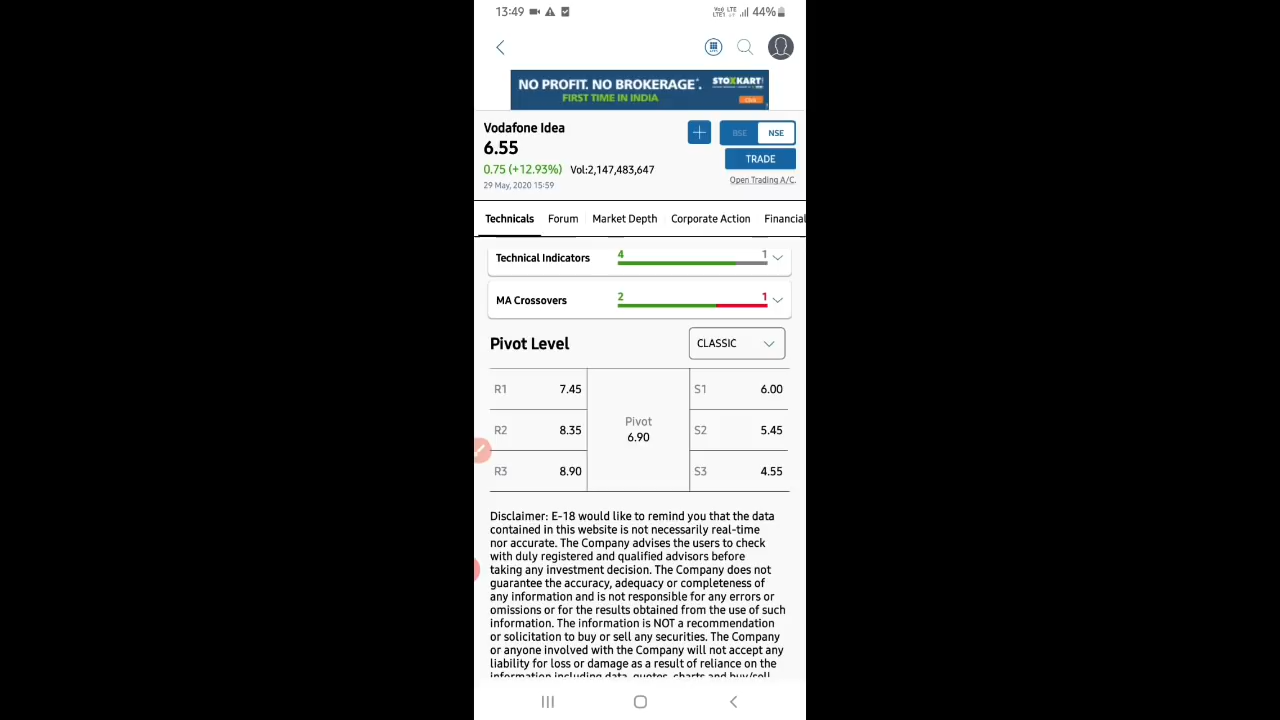 13:49 44%
NO PROFIT. NO BROKERAGE*. STOXKART
FIRST TIME IN INDIA
Vodafone Idea
BSE NSE
6.55
TRADE
0.75 (+12.93%) Vol:2,147,483,647
Open Trading A/C.
29 May, 2020 15:59
Technicals Forum Market Depth Corporate Action Financial
Technical Indicators 4 1
MA Crossovers 2 1
Pivot Level CLASSIC
R1 7.45 S1 6.00
Pivot
R2 8.35 6.90 S2 5.45
R3 8.90 S3 4.55
Disclaimer: E-18 would like to remind you that the data
contained in this website is not necessarily real-time
nor accurate. The Company advises the users to check
with duly registered and qualified advisors before
taking any investment decision. The Company does not
guarantee the accuracy, adequacy or completeness of
any information and is not responsible for any errors or
omissions or for the results obtained from the use of such
information. The information is NOT a recommendation
or solicitation to buy or sell any securities. The Company
or anyone involved with the Company will not accept any
liability for loss or damage as a result of reliance on the
information including data, quotes, charts and buy/sell